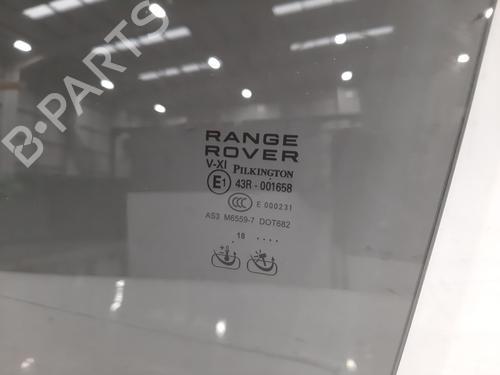 B-PARTS
RANGE
ROVER
V-XI PILKINGTON
E1 43R - 001658
CCC E 000231
AS3 M6559-7 DOT682
18 ....